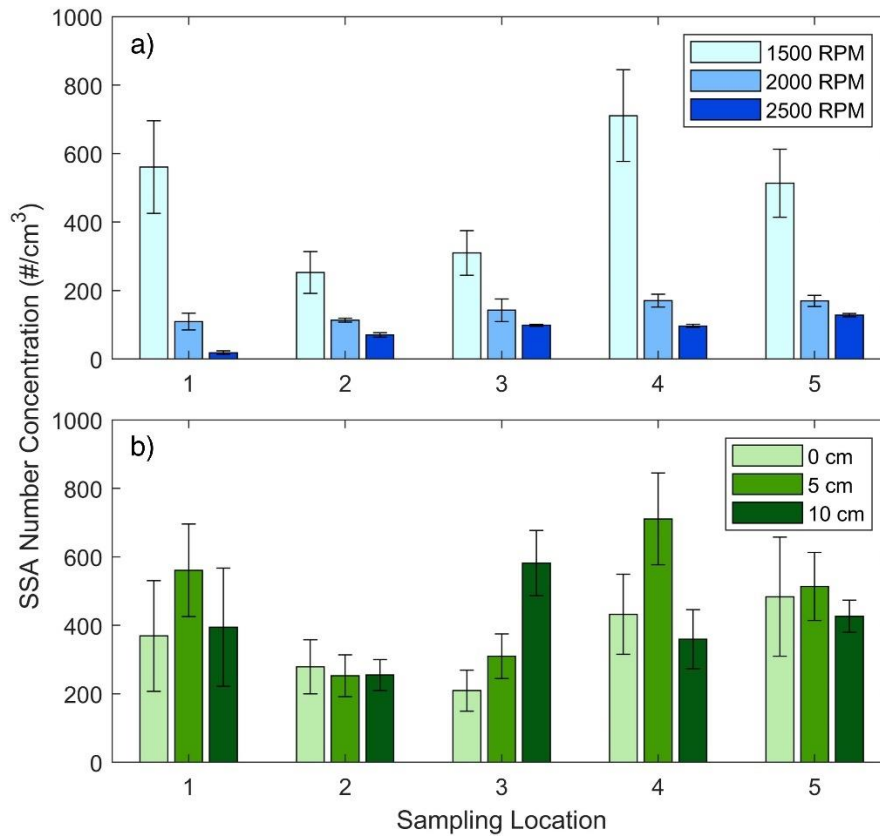 SSA Number Concentration (#/cm³)
a)
1000
800
600
400
200
0
1500 RPM
2000 RPM
2500 RPM
1 2 3 4 5
b)
1000
800
600
400
200
0
0 cm
5 cm
10 cm
1 2 3 4 5
Sampling Location